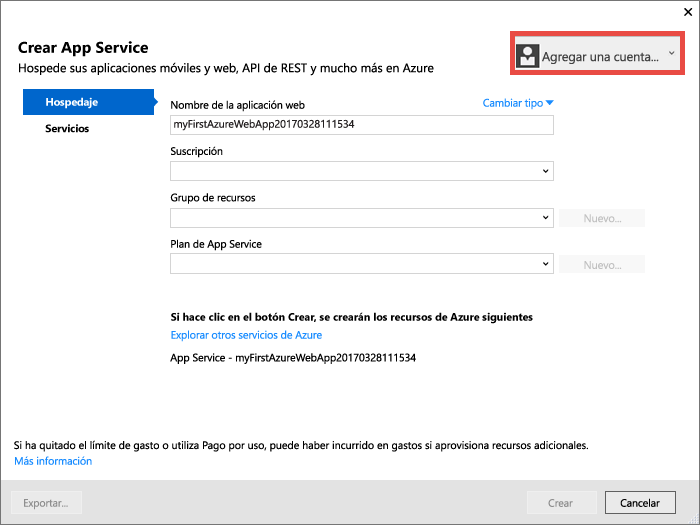 Crear App Service
Agregar una cuenta...
Hospede sus aplicaciones móviles y web, API de REST y mucho más en Azure
Hospedaje
Servicios
Nombre de la aplicación web
Cambiar tipo
myFirstAzureWebApp20170328111534
Suscripción
Grupo de recursos
Nuevo...
Plan de App Service
Nuevo...
Si hace clic en el botón Crear, se crearán los recursos de Azure siguientes
Explorar otros servicios de Azure
App Service - myFirstAzureWebApp20170328111534
Si ha quitado el límite de gasto o utiliza Pago por uso, puede haber incurrido en gastos si aprovisiona recursos adicionales.
Más información
Exportar...
Crear
Cancelar